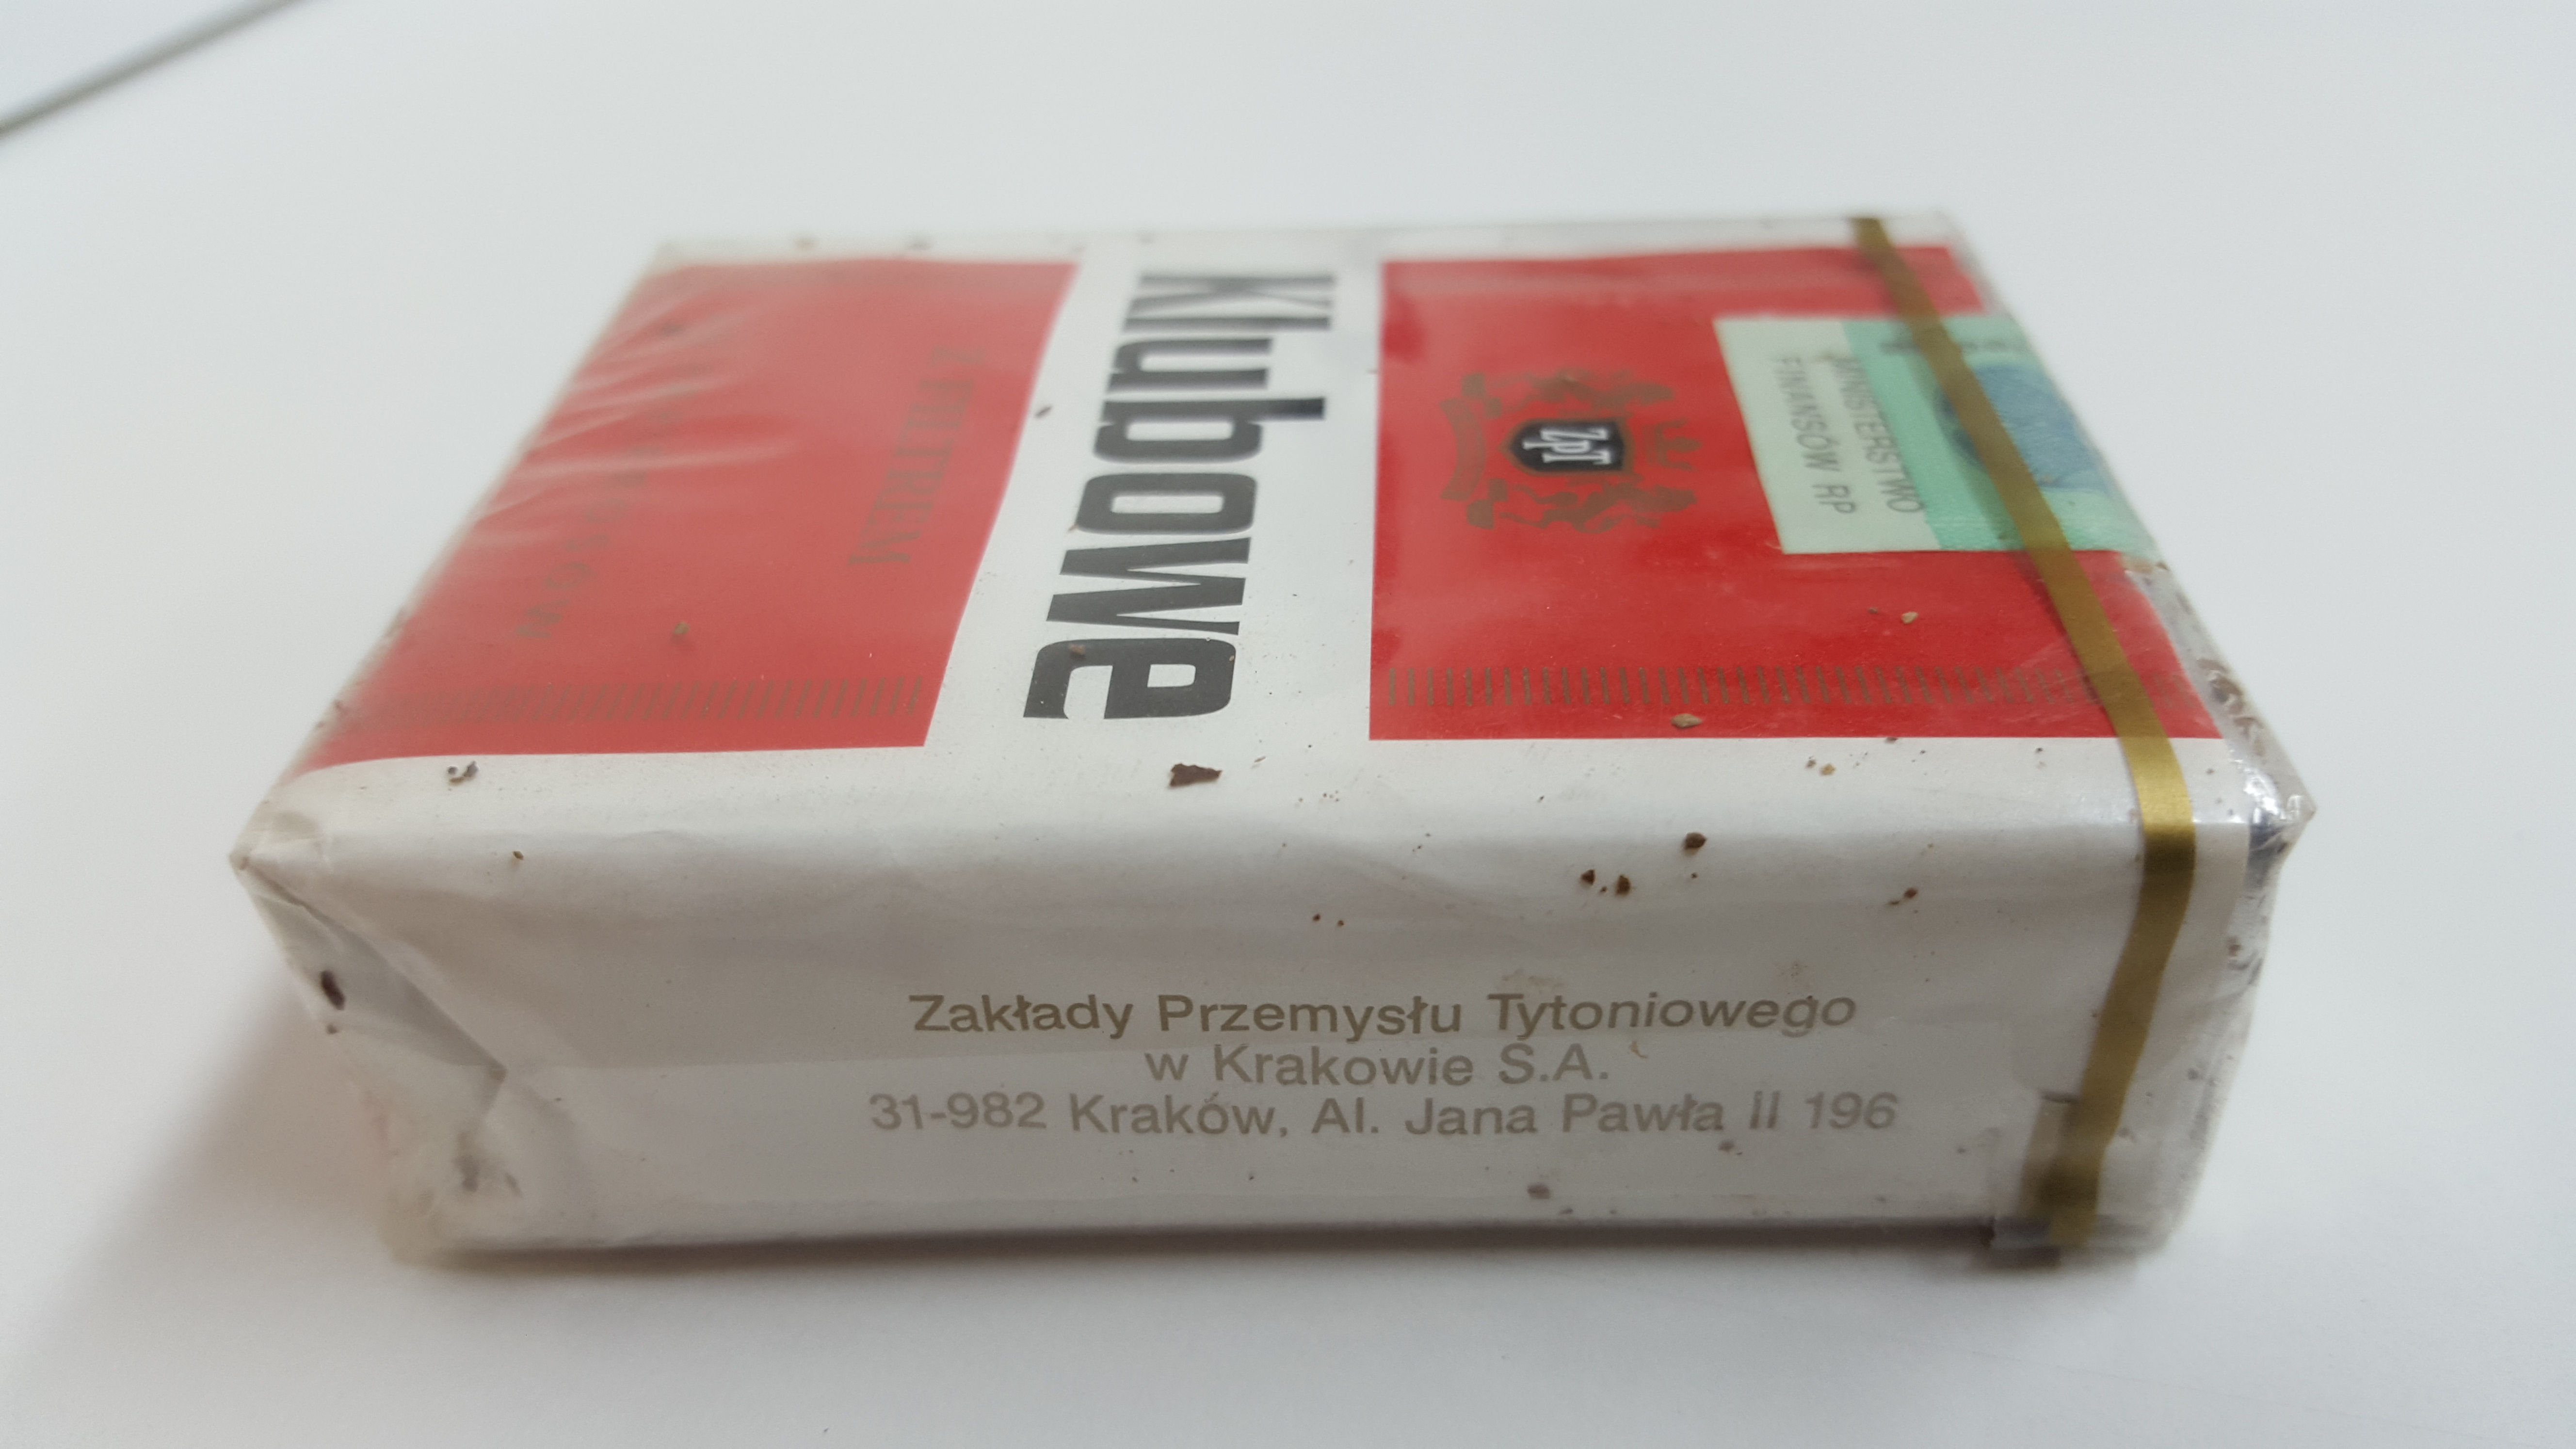 Klubowe
Z FILTREM
ZPT
MINISTERSTWO
FINANSÓW RP
Zakłady Przemysłu Tytoniowego
w Krakowie S.A.
31-982 Kraków, Al. Jana Pawła II 196